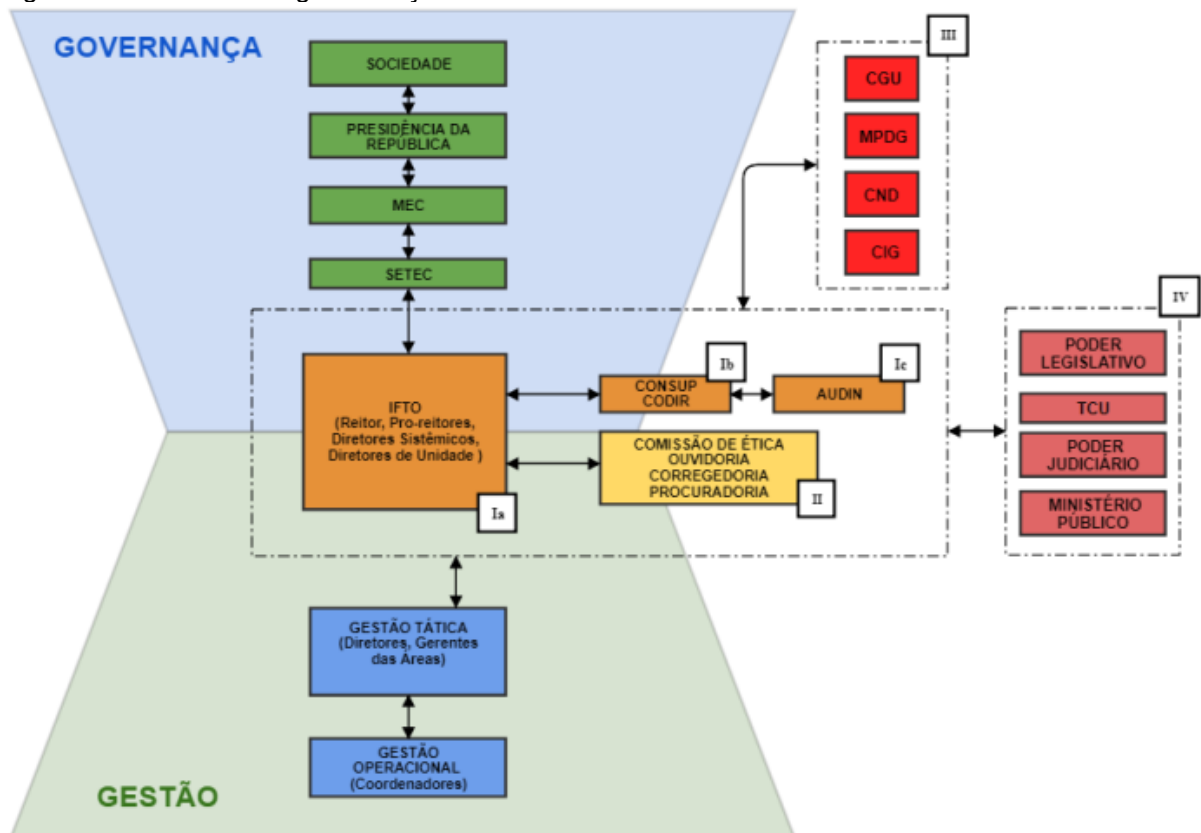 GOVERNANÇA
SOCIEDADE
PRESIDÊNCIA DA
REPÚBLICA
MEC
SETEC
III
CGU
MPDG
CND
CIG
IV
PODER
LEGISLATIVO
TCU
PODER
JUDICIÁRIO
MINISTÉRIO
PÚBLICO
IFTO
(Reitor, Pro-reitores,
Diretores Sistêmicos,
Diretores de Unidade )
Ia
Ib
CONSUP
CODIR
Ic
AUDIN
COMISSÃO DE ÉTICA
OUVIDORIA
CORREGEDORIA
PROCURADORIA
II
GESTÃO TÁTICA
(Diretores, Gerentes
das Áreas)
GESTÃO
OPERACIONAL
(Coordenadores)
GESTÃO